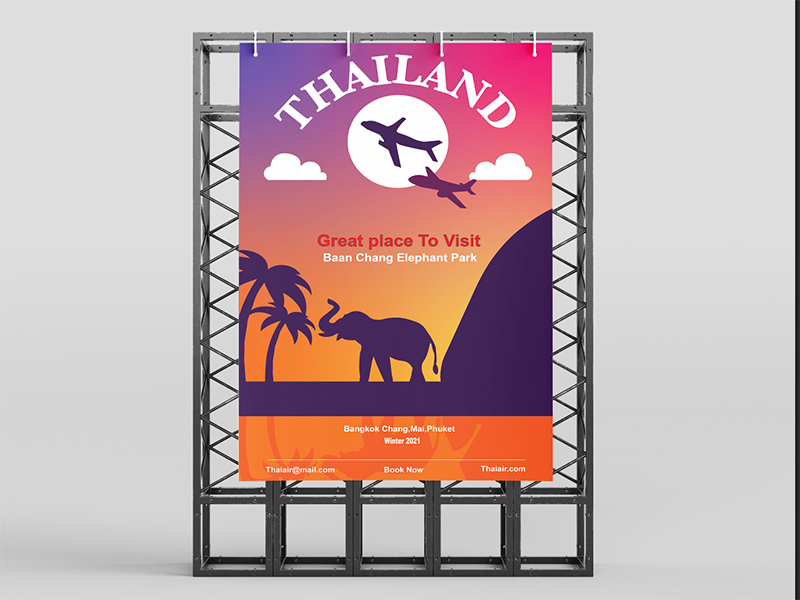 THAILAND
Great place To Visit
Baan Chang Elephant Park
Bangkok Chang,Mai,Phuket
Winter 2021
Thaiair@mail.com Book Now Thaiair.com